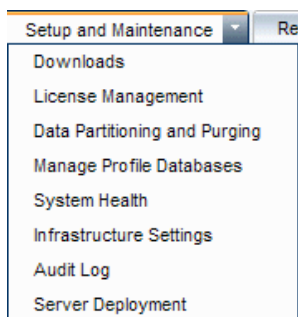 Setup and Maintenance Re
Downloads
License Management
Data Partitioning and Purging
Manage Profile Databases
System Health
Infrastructure Settings
Audit Log
Server Deployment